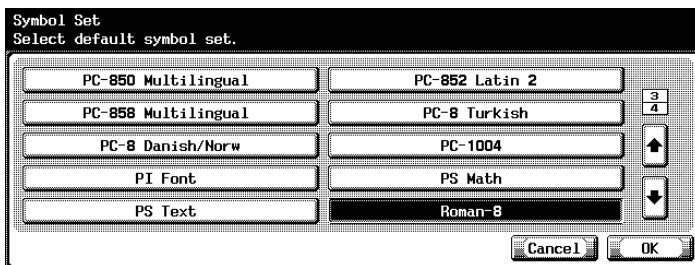 Symbol Set
Select default symbol set.
PC-850 Multilingual PC-852 Latin 2
PC-858 Multilingual PC-8 Turkish
3
4
PC-8 Danish/Norw PC-1004
PI Font PS Math
PS Text Roman-8
Cancel OK